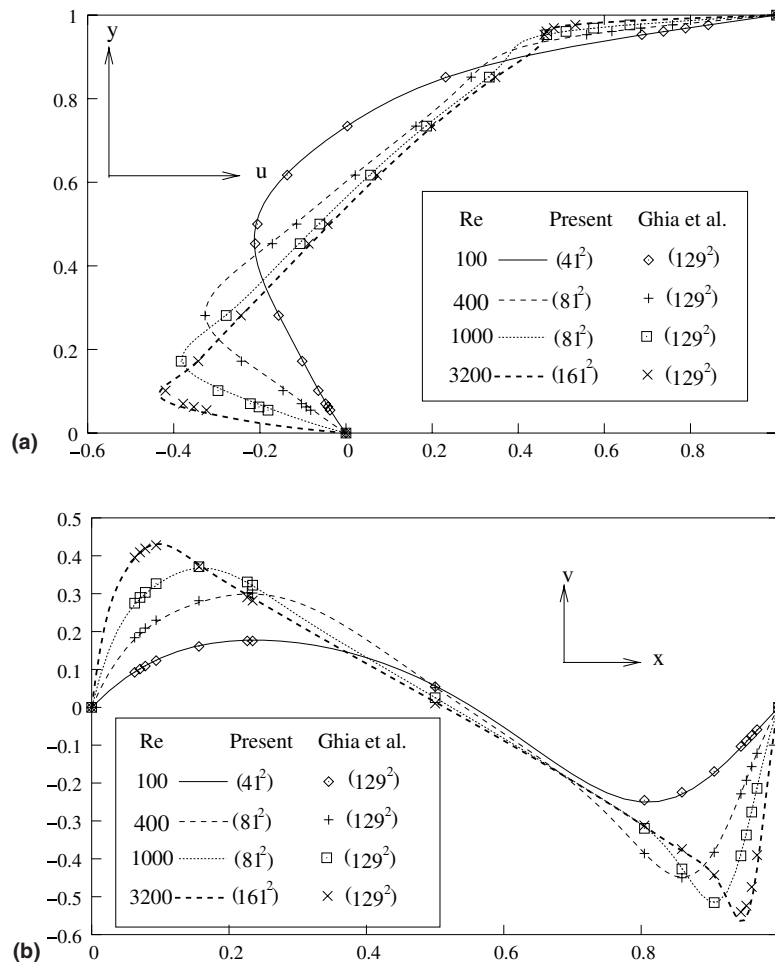 1
y
0.8
u
0.6
Re Present Ghia et al.
100 (41²) (129²)
0.4
400 (81²) (129²)
1000 (81²) (129²)
0.2
3200 (161²) (129²)
0
(a)
-0.6 -0.4 -0.2 0 0.2 0.4 0.6 0.8 1
0.5
0.4
v
0.3
0.2
x
0.1
0
-0.1
Re Present Ghia et al.
-0.2
100 (41²) (129²)
-0.3
400 (81²) (129²)
-0.4
1000 (81²) (129²)
-0.5
3200 (161²) (129²)
-0.6
(b)
0 0.2 0.4 0.6 0.8